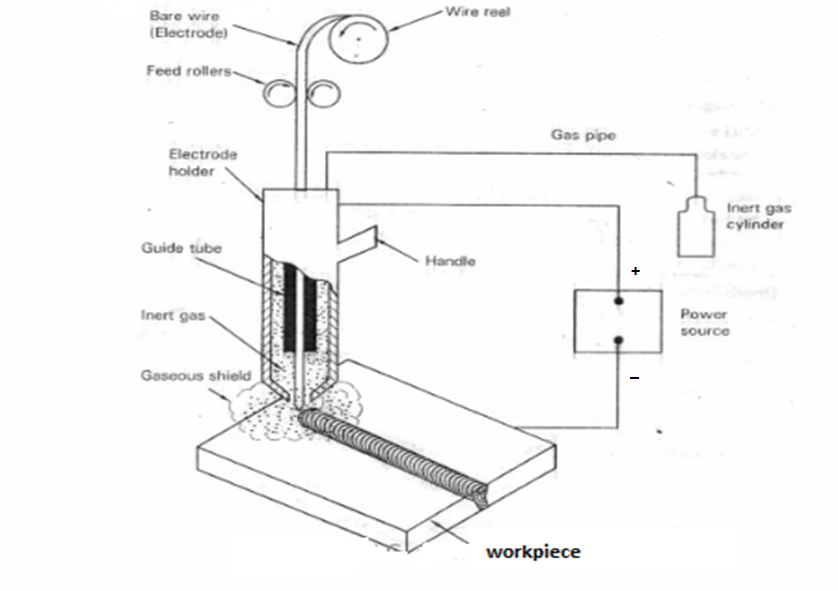 Bare wire
(Electrode)
Wire reel
Feed rollers
Gas pipe
Electrode
holder
Inert gas
cylinder
Guide tube
Handle
+
Inert gas
Power
source
Gaseous shield
–
workpiece